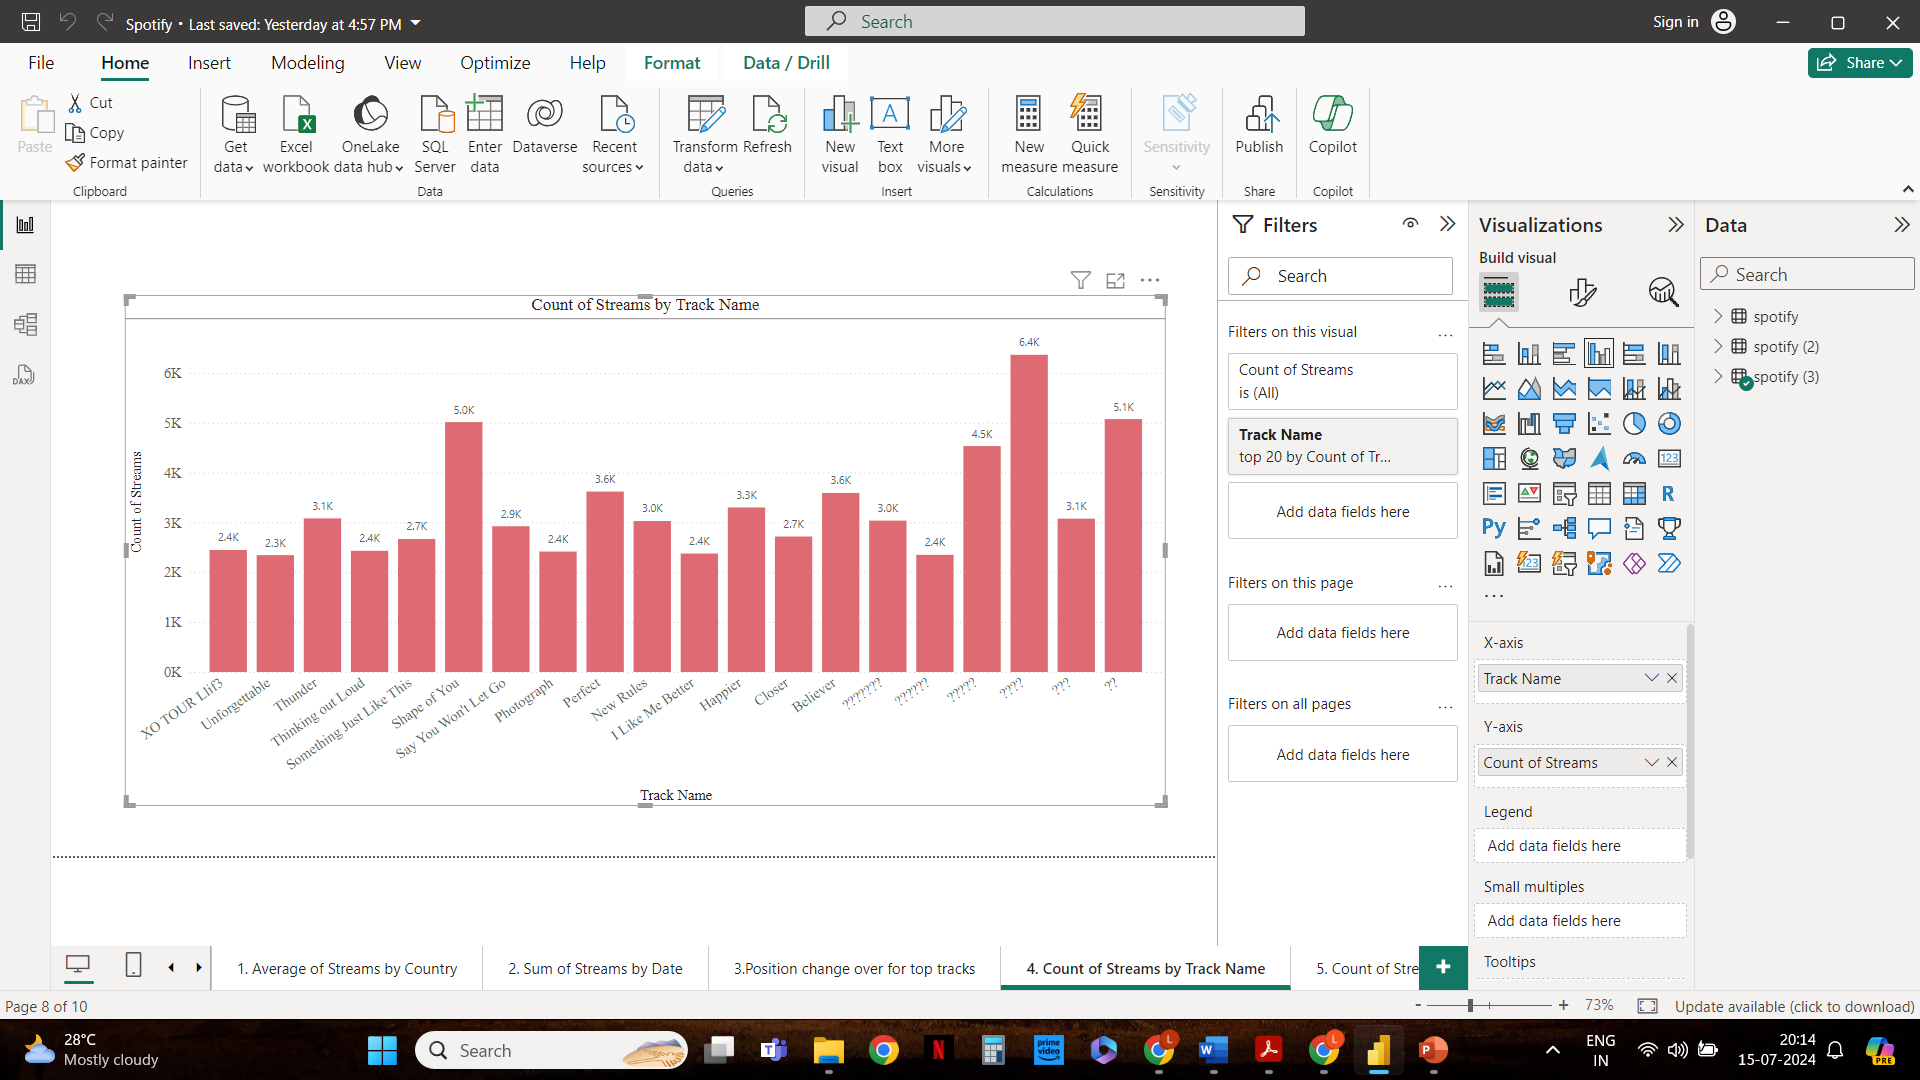 Spotify • Last saved: Yesterday at 4:57 PM
Search
Sign in
File Home Insert Modeling View Optimize Help Format Data / Drill
Share
Paste
Cut
Copy
Format painter
Clipboard
Get data
Excel workbook
OneLake data hub
SQL Server
Enter data
Dataverse
Recent sources
Data
Transform data
Refresh
Queries
New visual
Text box
More visuals
Insert
New measure
Quick measure
Calculations
Sensitivity
Sensitivity
Publish
Share
Copilot
Copilot
Count of Streams by Track Name
Count of Streams
6K
5K
4K
3K
2K
1K
0K
2.4K
2.3K
3.1K
2.4K
2.7K
5.0K
2.9K
2.4K
3.6K
3.0K
2.4K
3.3K
2.7K
3.6K
3.0K
2.4K
4.5K
6.4K
3.1K
5.1K
XO TOUR Llif3
Unforgettable
Thunder
Thinking out Loud
Something Just Like This
Shape of You
Say You Won't Let Go
Photograph
Perfect
New Rules
I Like Me Better
Happier
Closer
Believer
???????
??????
?????
????
???
??
Track Name
Filters
Search
Filters on this visual
Count of Streams
is (All)
Track Name
top 20 by Count of Tr...
Add data fields here
Filters on this page
Add data fields here
Filters on all pages
Add data fields here
Visualizations
Build visual
123
R
Py
123
X-axis
Track Name
Y-axis
Count of Streams
Legend
Add data fields here
Small multiples
Add data fields here
Tooltips
Data
Search
spotify
spotify (2)
spotify (3)
1. Average of Streams by Country
2. Sum of Streams by Date
3.Position change over for top tracks
4. Count of Streams by Track Name
5. Count of Stre
Page 8 of 10
- + 73%
Update available (click to download)
28°C
Mostly cloudy
Search
prime video
ENG
IN
20:14
15-07-2024
PRE